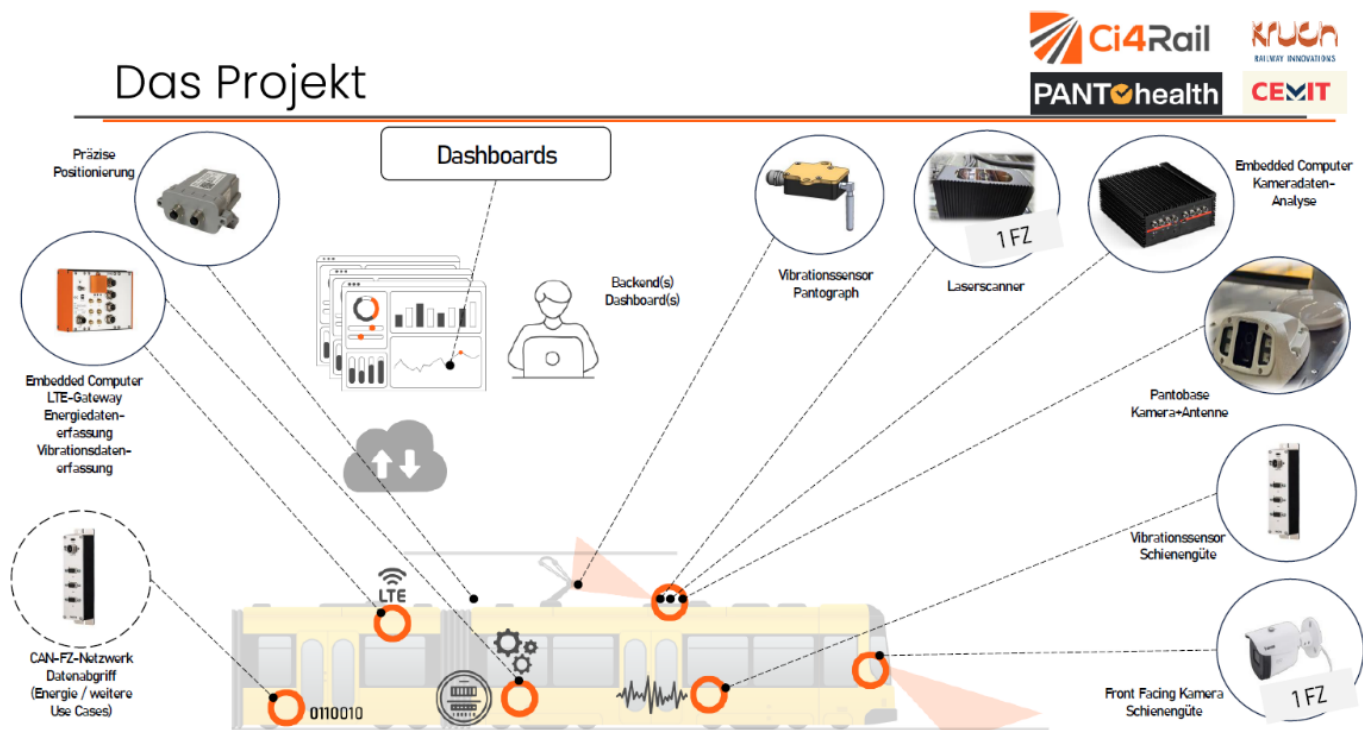 Das Projekt
Ci4Rail
Kruch
RAILWAY INNOVATIONS
PANTOhealth
CEMIT
Präzise
Positionierung
Dashboards
Embedded Computer
Kameradaten-
Analyse
1 FZ
Vibrationssensor
Pantograph
Laserscanner
Backend(s)
Dashboard(s)
Embedded Computer
LTE-Gateway
Energiedaten-
erfassung
Vibrationsdaten-
erfassung
Pantobase
Kamera+Antenne
Vibrationssensor
Schienengüte
LTE
CAN-FZ-Netzwerk
Datenabgriff
(Energie / weitere
Use Cases)
0110010
Front Facing Kamera
Schienengüte
1 FZ